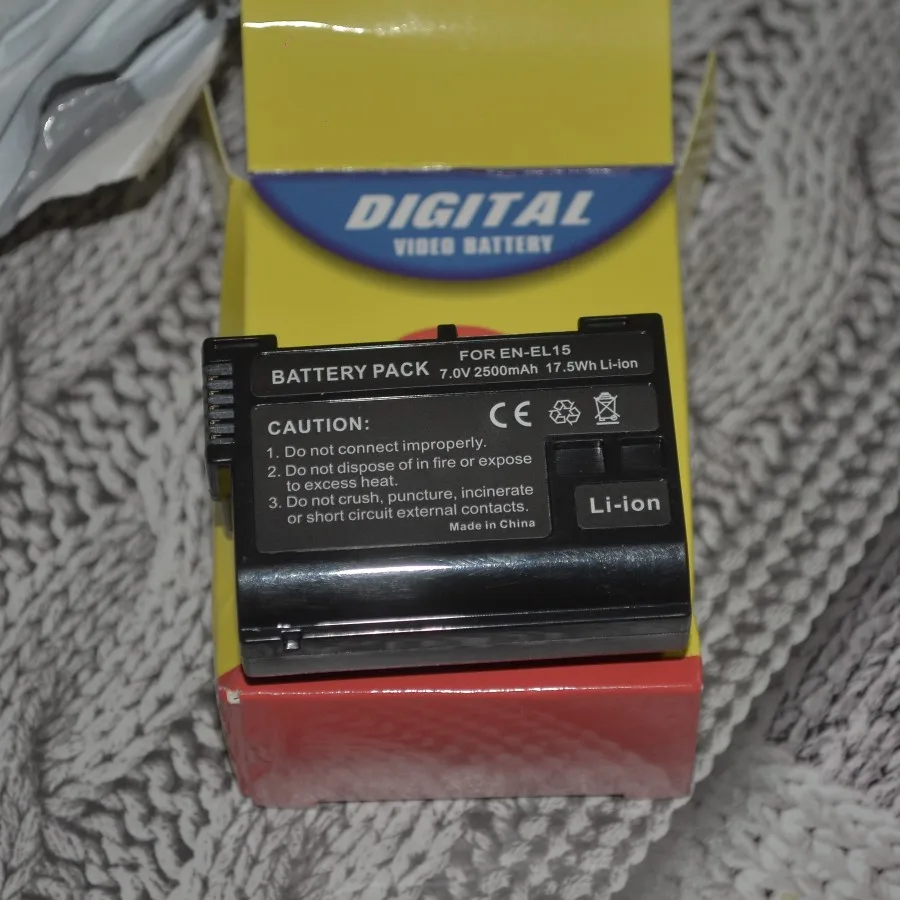 DIGITAL
VIDEO BATTERY
BATTERY PACK
FOR EN-EL15
7.0V 2500mAh 17.5Wh Li-ion
CAUTION:
CE
1. Do not connect improperly.
2. Do not dispose of in fire or expose
to excess heat.
3. Do not crush, puncture, incinerate
or short circuit external contacts.
Made in China
Li-ion